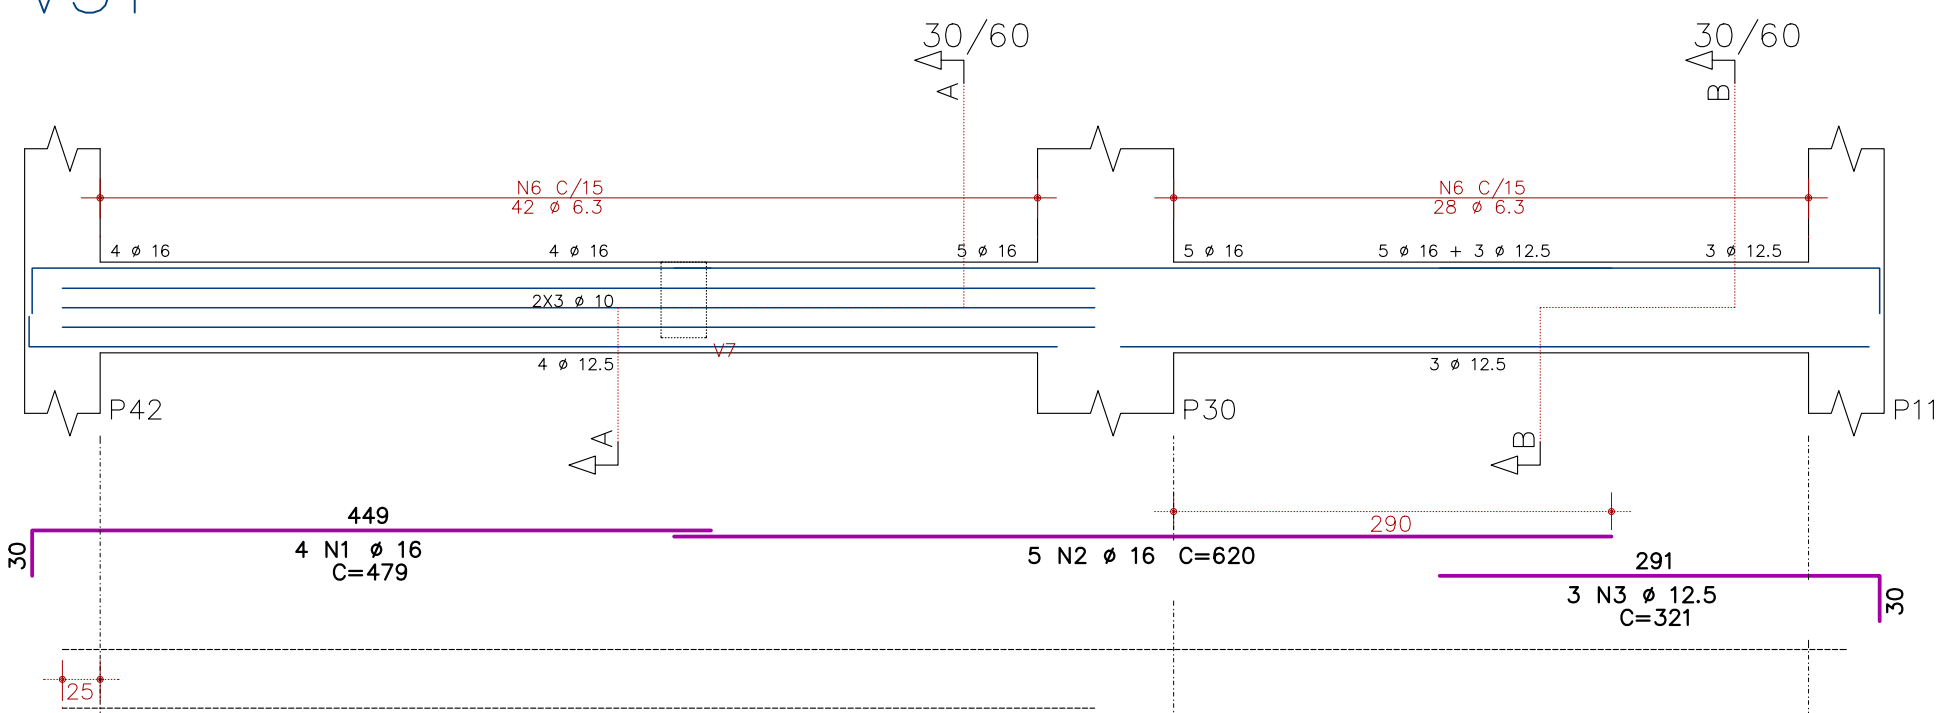 30/60
30/60
A
B
N6 C/15
42 ø 6.3
N6 C/15
28 ø 6.3
4 ø 16
4 ø 16
5 ø 16
5 ø 16
5 ø 16 + 3 ø 12.5
3 ø 12.5
2X3 ø 10
V7
4 ø 12.5
3 ø 12.5
P42
P30
P11
A
B
449
290
30
4 N1 ø 16
C=479
5 N2 ø 16 C=620
291
3 N3 ø 12.5
C=321
30
25